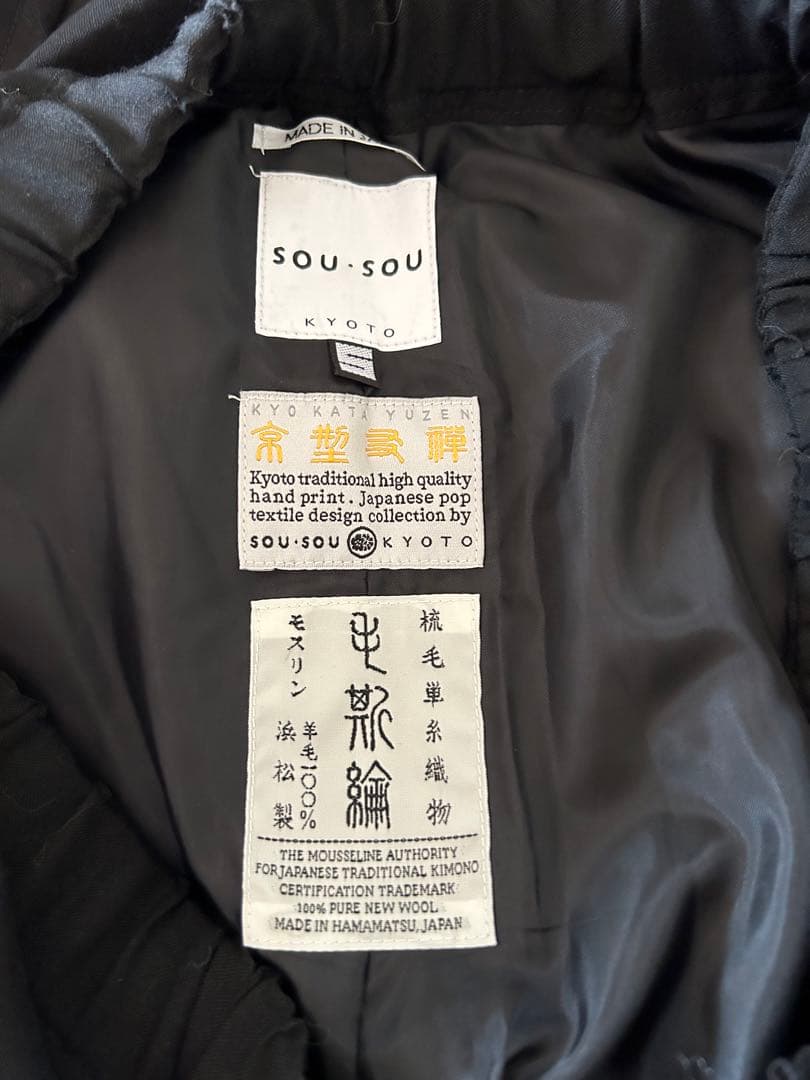 MADE IN
SOU・SOU
KYOTO
KYO KATA YUZEN
京型友禅
Kyoto traditional high quality
hand print. Japanese pop
textile design collection by
SOU・SOU KYOTO
梳毛単糸織物
毛斯綸
モスリン
羊毛一〇〇%
浜松製
THE MOUSSELINE AUTHORITY
FOR JAPANESE TRADITIONAL KIMONO
CERTIFICATION TRADEMARK
100% PURE NEW WOOL
MADE IN HAMAMATSU, JAPAN